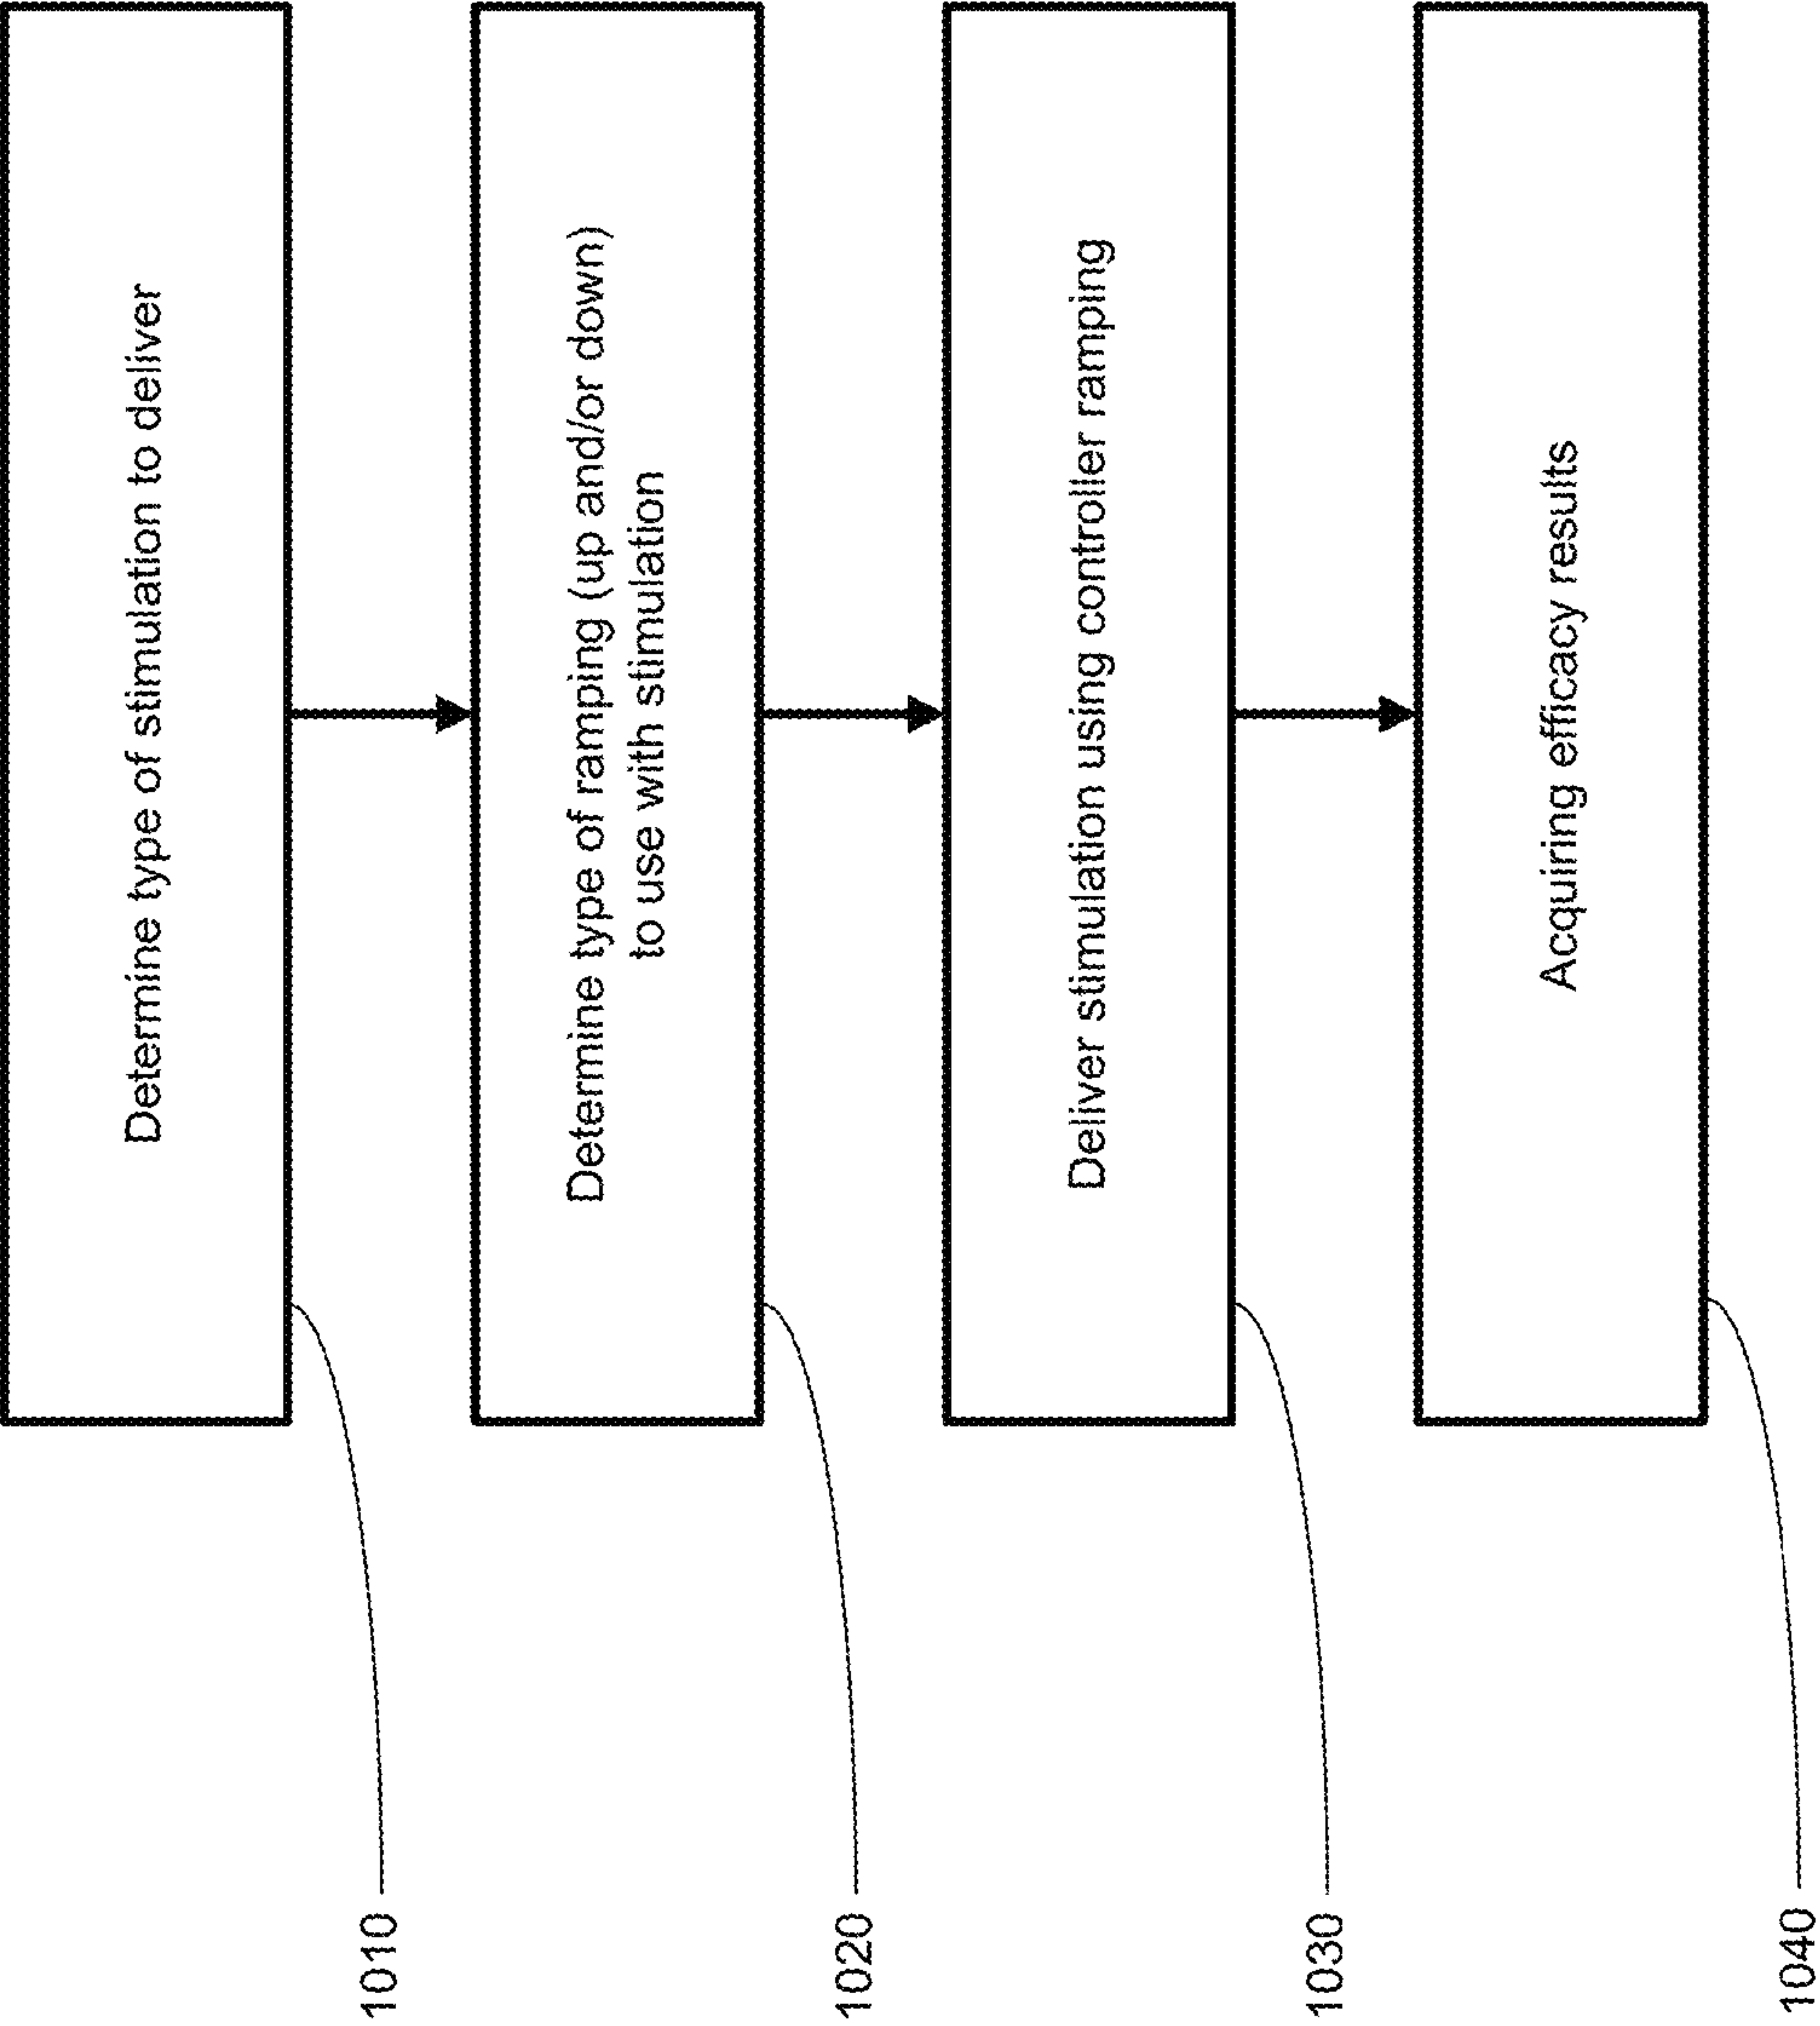 Determine type of stimulation to deliver
1010
Determine type of ramping (up and/or down)
to use with stimulation
1020
Deliver stimulation using controller ramping
1030
Acquiring efficacy results
1040